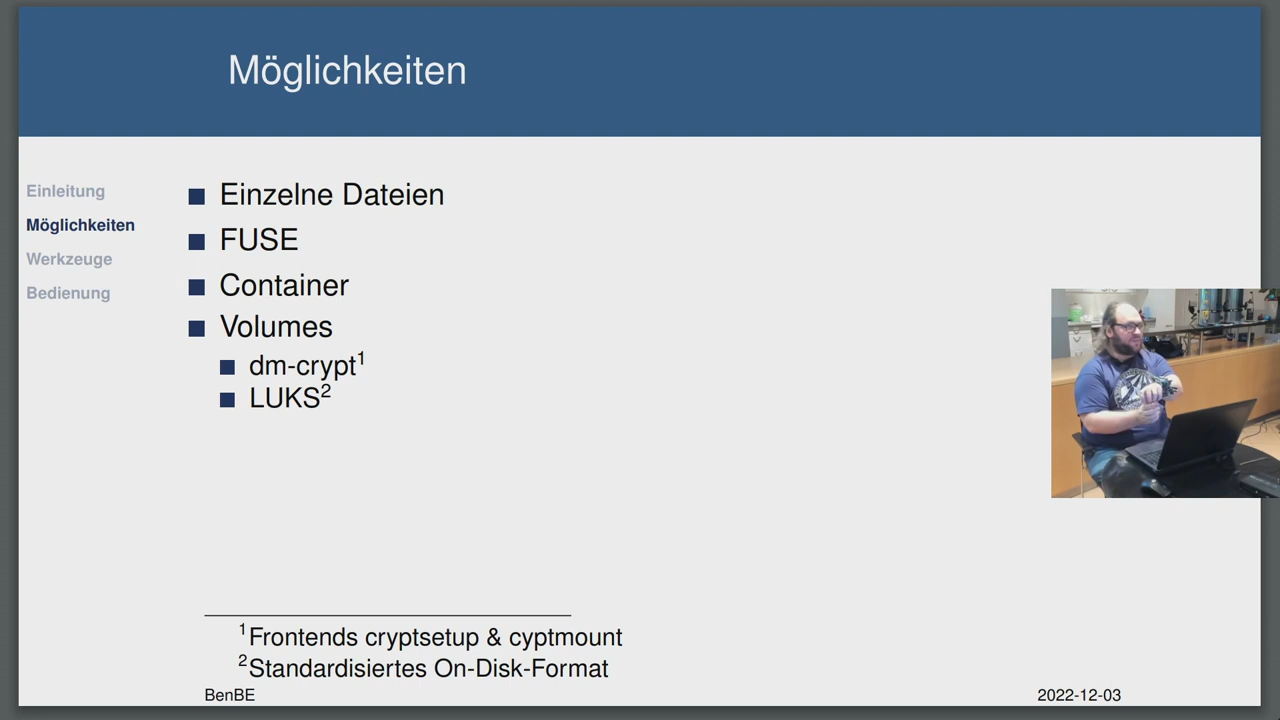 Möglichkeiten
Einleitung
Möglichkeiten
Werkzeuge
Bedienung
Einzelne Dateien
FUSE
Container
Volumes
dm-crypt1
LUKS2
1Frontends cryptsetup & cyptmount
2Standardisiertes On-Disk-Format
BenBE
2022-12-03